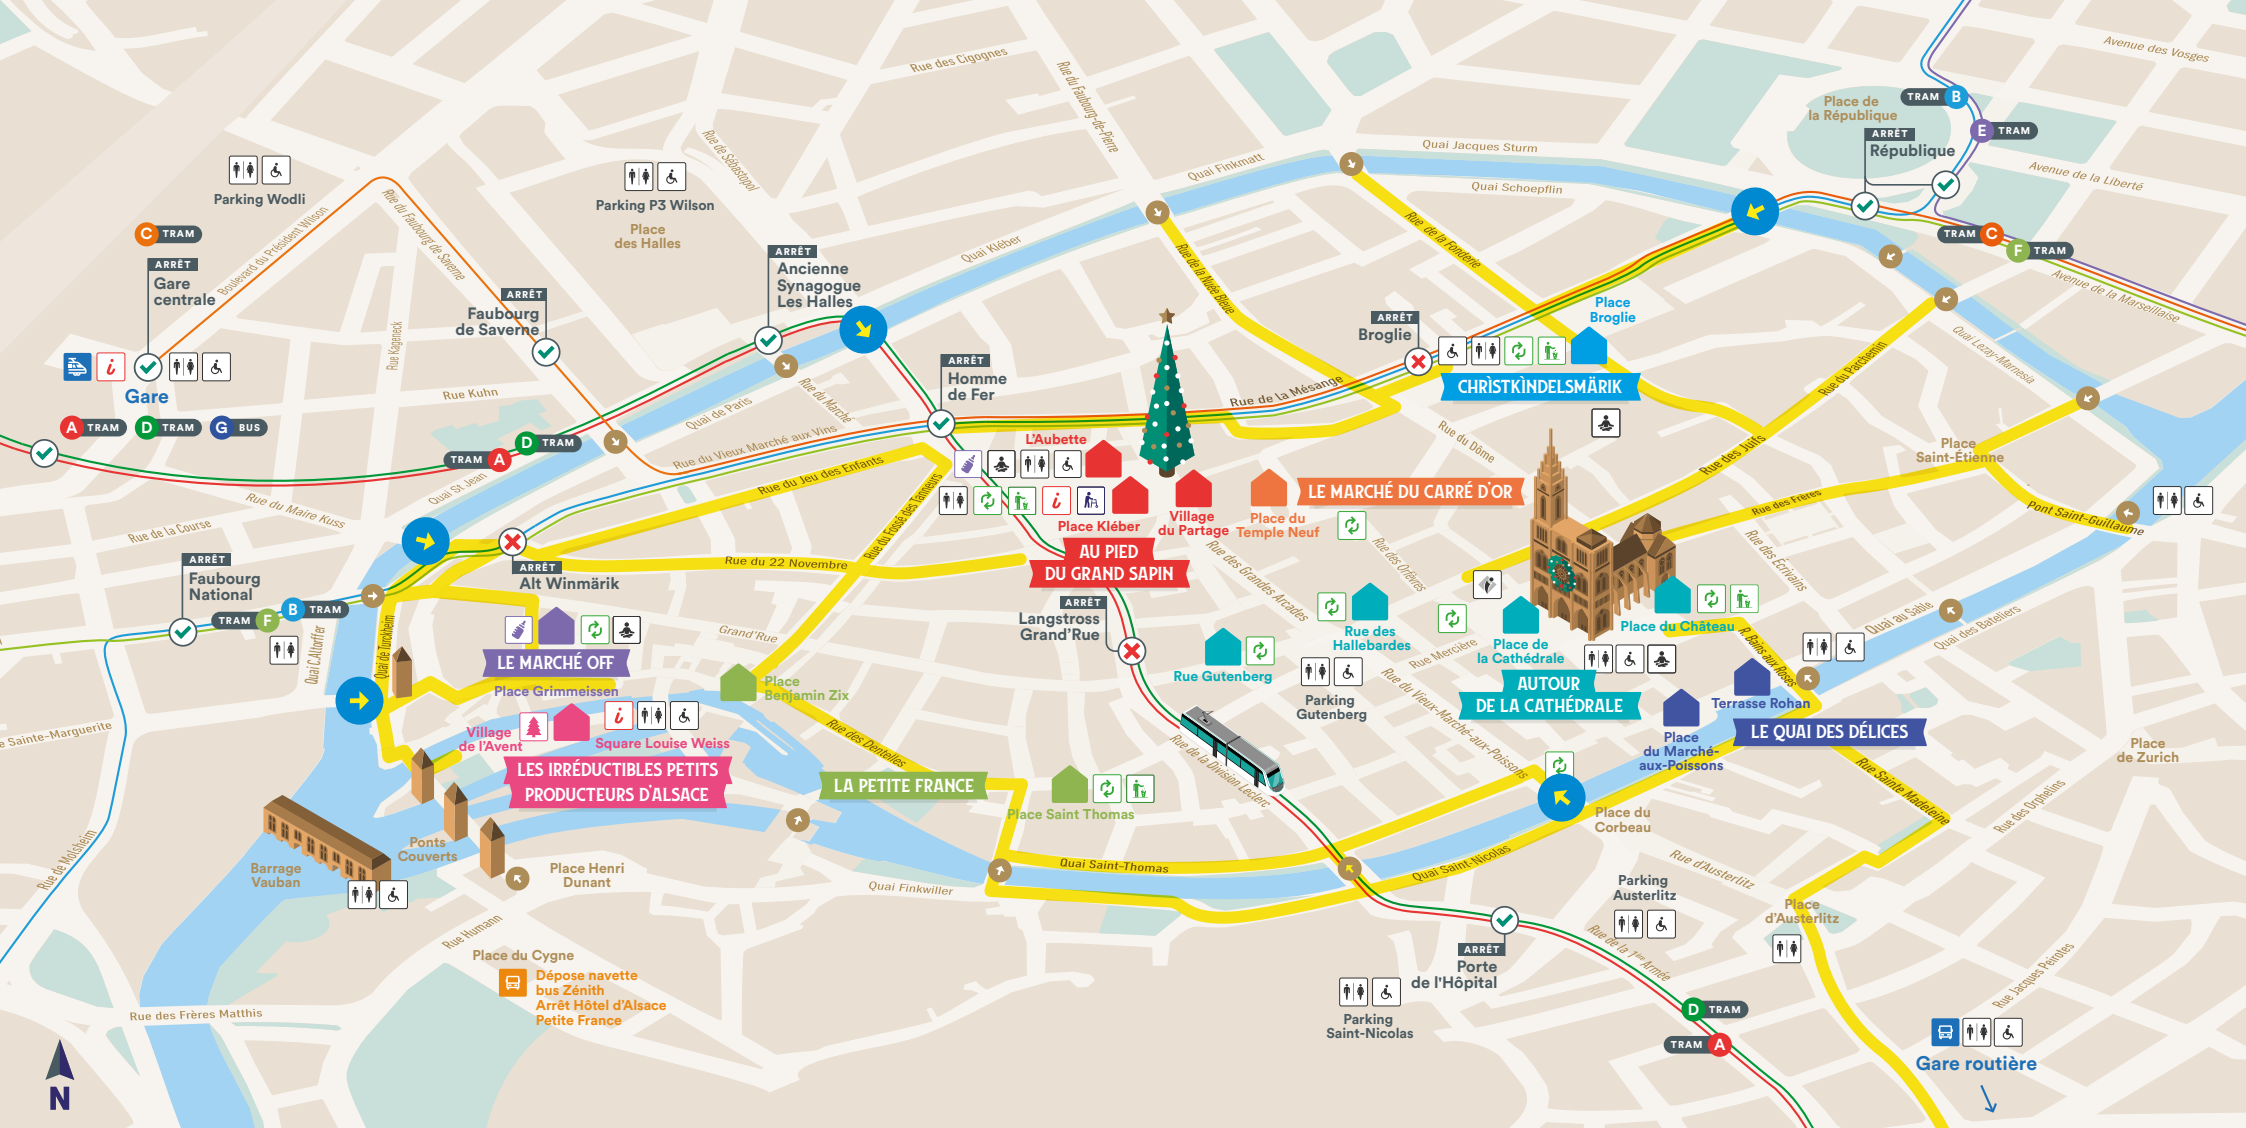 Rue des Cigognes
Rue du Faubourg-de-Pierre
Avenue des Vosges
Place de
la République
TRAM B
E TRAM
ARRÊT
République
Avenue de la Liberté
TRAM C
F TRAM
Avenue de la Marseillaise
Quai Jacques Sturm
Quai Schoepflin
Quai Finkmatt
Quai Kléber
Rue de Sébastopol
Parking Wodli
Parking P3 Wilson
Place
des Halles
C TRAM
ARRÊT
Gare
centrale
Boulevard du Président Wilson
Rue du Faubourg de Saverne
ARRÊT
Faubourg
de Saverne
ARRÊT
Ancienne
Synagogue
Les Halles
Rue de la Nuée Bleue
Rue de la Fonderie
Place
Broglie
ARRÊT
Broglie
CHRÌSTKÌNDELSMÄRIK
Quai Lezay-Marnésia
Rue du Parchemin
i
Gare
A TRAM
D TRAM
G BUS
Rue Kageneck
Rue Kuhn
Quai de Paris
Rue du Marché
ARRÊT
Homme
de Fer
Rue de La Mésange
D TRAM
TRAM A
Quai St Jean
Rue du Vieux Marché aux Vins
Rue du Jeu des Enfants
Rue du Fossé des Tanneurs
L'Aubette
i
Place Kléber
Village
du Partage
Place du
Temple Neuf
LE MARCHÉ DU CARRÉ D'OR
AU PIED
DU GRAND SAPIN
Rue du Dôme
Rue des Juifs
Place
Saint-Étienne
Rue des Frères
Pont Saint-Guillaume
Rue du Maire Kuss
Rue de la Course
ARRÊT
Faubourg
National
TRAM F
B TRAM
ARRÊT
Alt Winmärik
Rue du 22 Novembre
Quai C.Altorffer
Quai de Turckheim
LE MARCHÉ OFF
Place Grimmeissen
Grand'Rue
Place
Benjamin Zix
Rue des Dentelles
ARRÊT
Langstross
Grand'Rue
Rue des Grandes Arcades
Rue des Orfèvres
Rue des
Hallebardes
Rue Gutenberg
Parking
Gutenberg
Rue Mercière
Rue du Vieux-Marché-aux-Poissons
Place de
la Cathédrale
AUTOUR
DE LA CATHÉDRALE
Place du Château
R. Bains aux Roses
Rue des Écrivains
Quai au Sable
Quai des Bateliers
Terrasse Rohan
Place
du Marché-
aux-Poissons
LE QUAI DES DÉLICES
Place
de Zurich
Rue Sainte Madeleine
Rue des Orphelins
e Sainte-Marguerite
Village
de l'Avent
i
Square Louise Weiss
LES IRRÉDUCTIBLES PETITS
PRODUCTEURS D'ALSACE
LA PETITE FRANCE
Place Saint Thomas
Rue de la Division Leclerc
Place du
Corbeau
Quai Saint-Thomas
Quai Saint-Nicolas
Quai Finkwiller
Rue d'Austerlitz
Parking
Austerlitz
Place
d'Austerlitz
Rue de Molsheim
Barrage
Vauban
Ponts
Couverts
Place Henri
Dunant
Rue Humann
Place du Cygne
Dépose navette
bus Zénith
Arrêt Hôtel d'Alsace
Petite France
Rue des Frères Matthis
N
ARRÊT
Porte
de l'Hôpital
Parking
Saint-Nicolas
Rue de la 1ère Armée
D TRAM
TRAM A
Rue Jacques Peirotes
Gare routière